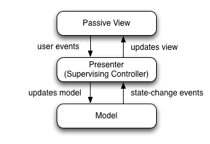 Passive View
user events
updates view
Presenter
(Supervising Controller)
updates model
state-change events
Model